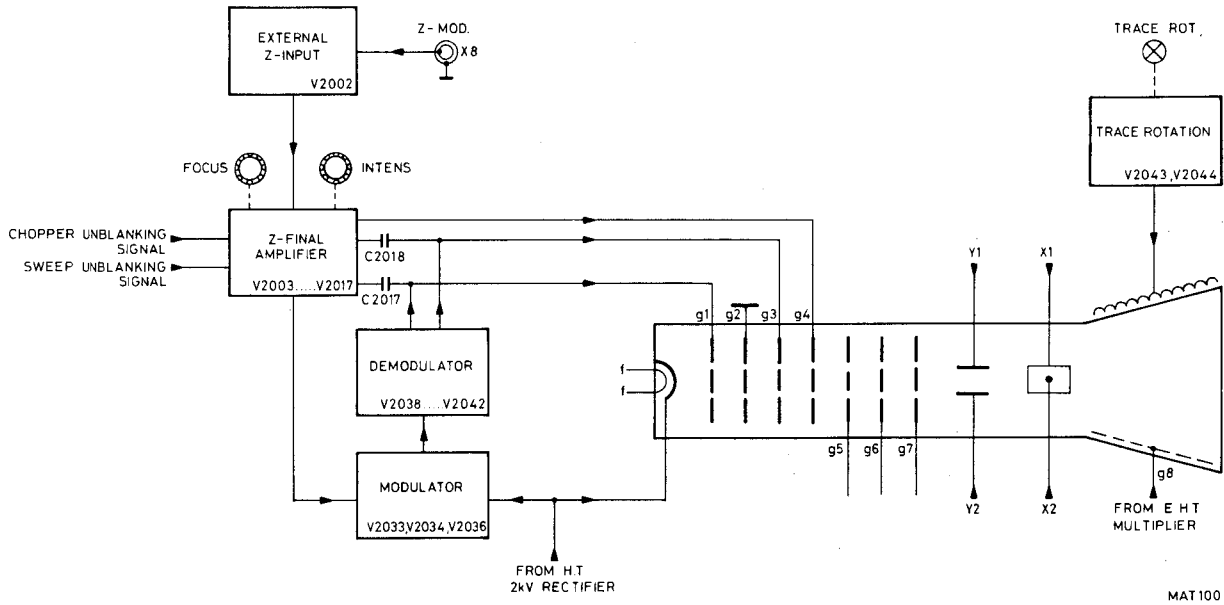 Z-MOD.
X8
EXTERNAL
Z-INPUT
V2002
TRACE ROT.
TRACE ROTATION
V2043,V2044
FOCUS
INTENS
CHOPPER UNBLANKING
SIGNAL
SWEEP UNBLANKING
SIGNAL
Z-FINAL
AMPLIFIER
V2003.....V2017
C2018
C2017
DEMODULATOR
V2038....V2042
MODULATOR
V2033,V2034,V2036
FROM H.T
2kV RECTIFIER
f
f
g1
g2
g3
g4
g5
g6
g7
Y1
X1
Y2
X2
g8
FROM E H T
MULTIPLIER
MAT100